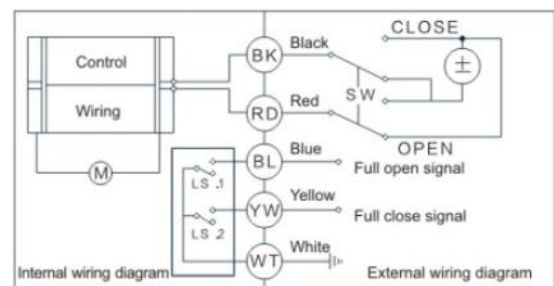 CLOSE
Control
BK
Black
±
SW
Wiring
RD
Red
OPEN
M
BL
Blue
Full open signal
LS .1
YW
Yellow
Full close signal
LS .2
WT
White
Internal wiring diagram
External wiring diagram